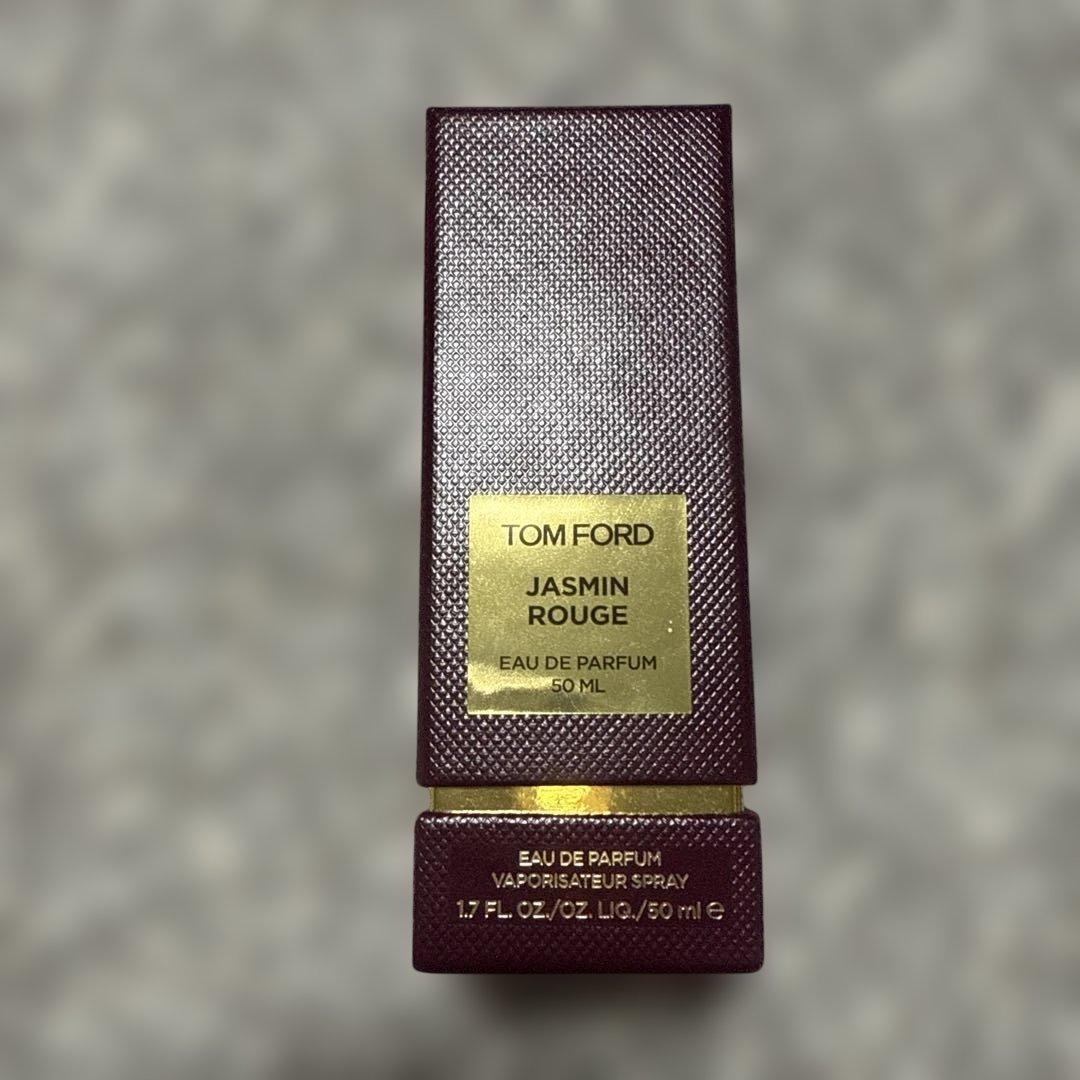 TOM FORD
JASMIN
ROUGE
EAU DE PARFUM
50 ML
EAU DE PARFUM
VAPORISATEUR SPRAY
1.7 FL. OZ./OZ. LIQ./50 ml ℮